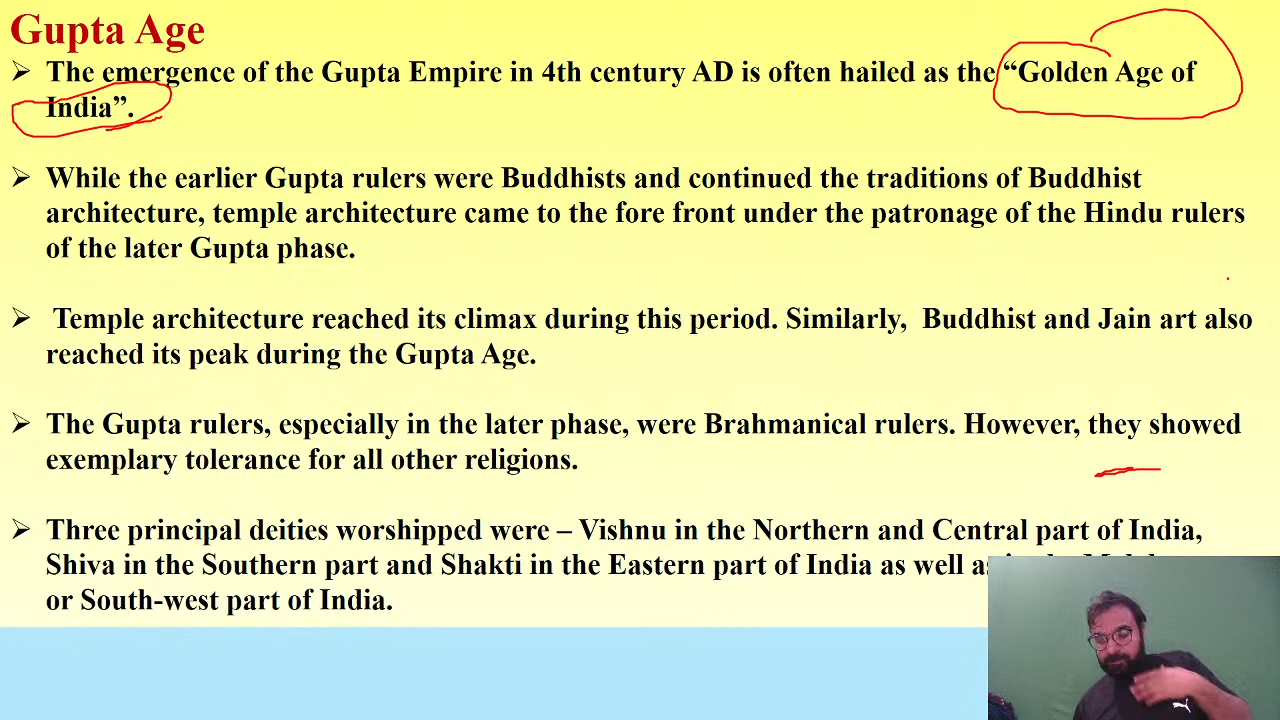 Gupta Age
➢ The emergence of the Gupta Empire in 4th century AD is often hailed as the “Golden Age of
India”.
➢ While the earlier Gupta rulers were Buddhists and continued the traditions of Buddhist
architecture, temple architecture came to the fore front under the patronage of the Hindu rulers
of the later Gupta phase.
➢ Temple architecture reached its climax during this period. Similarly, Buddhist and Jain art also
reached its peak during the Gupta Age.
➢ The Gupta rulers, especially in the later phase, were Brahmanical rulers. However, they showed
exemplary tolerance for all other religions.
➢ Three principal deities worshipped were – Vishnu in the Northern and Central part of India,
Shiva in the Southern part and Shakti in the Eastern part of India as well as
or South-west part of India.